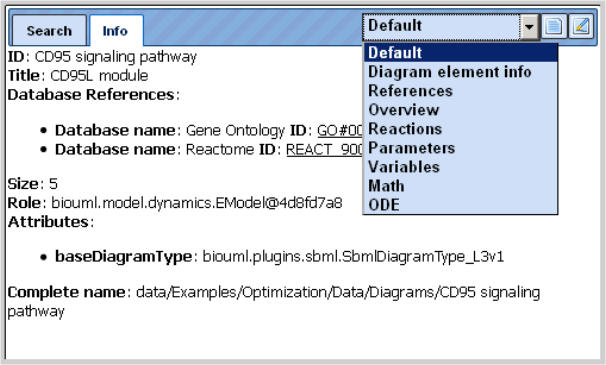 Search Info Default
ID: CD95 signaling pathway
Title: CD95L module
Database References:
• Database name: Gene Ontology ID: GO#00
• Database name: Reactome ID: REACT_900
Default
Diagram element info
References
Overview
Reactions
Parameters
Variables
Math
ODE
Size: 5
Role: biouml.model.dynamics.EModel@4d8fd7a8
Attributes:
• baseDiagramType: biouml.plugins.sbml.SbmlDiagramType_L3v1
Complete name: data/Examples/Optimization/Data/Diagrams/CD95 signaling
pathway